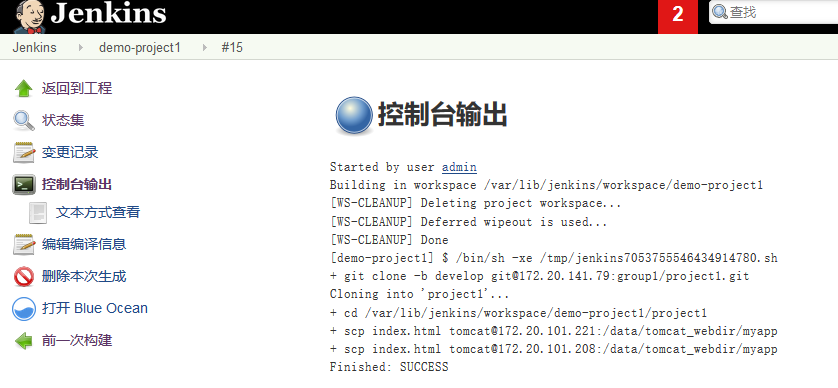 Jenkins
2
查找
Jenkins
demo-project1
#15
返回到工程
状态集
变更记录
控制台输出
文本方式查看
编辑编译信息
删除本次生成
打开 Blue Ocean
前一次构建
控制台输出
Started by user admin
Building in workspace /var/lib/jenkins/workspace/demo-project1
[WS-CLEANUP] Deleting project workspace...
[WS-CLEANUP] Deferred wipeout is used...
[WS-CLEANUP] Done
[demo-project1] $ /bin/sh -xe /tmp/jenkins7053755546434914780.sh
+ git clone -b develop git@172.20.141.79:group1/project1.git
Cloning into 'project1'...
+ cd /var/lib/jenkins/workspace/demo-project1/project1
+ scp index.html tomcat@172.20.101.221:/data/tomcat_webdir/myapp
+ scp index.html tomcat@172.20.101.208:/data/tomcat_webdir/myapp
Finished: SUCCESS